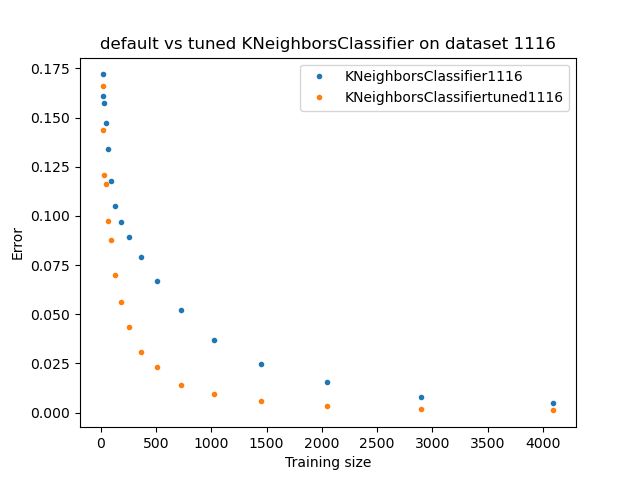 default vs tuned KNeighborsClassifier on dataset 1116
KNeighborsClassifier1116
KNeighborsClassifiertuned1116
0.175
0.150
0.125
0.100
0.075
0.050
0.025
0.000
Error
0 500 1000 1500 2000 2500 3000 3500 4000
Training size